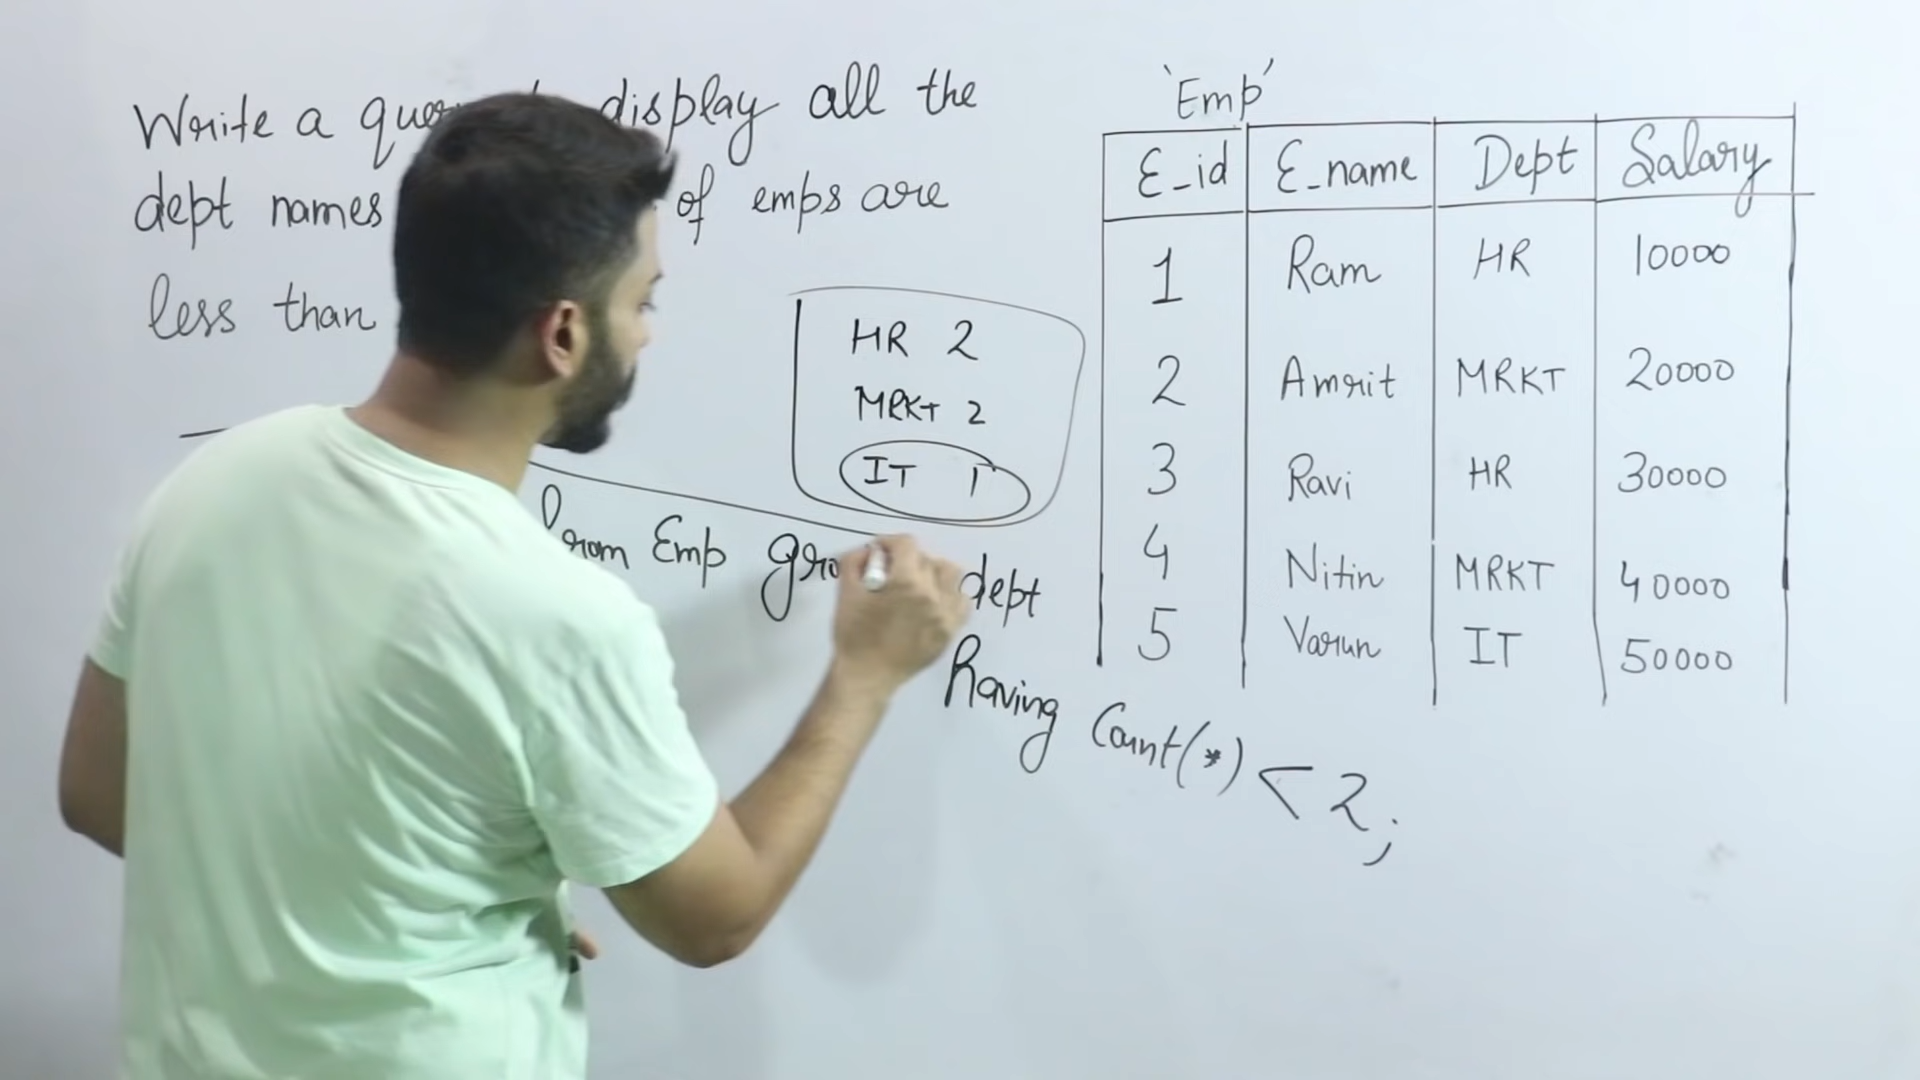 Write a display all the
dept names of emps are
less than
HR 2
MRKT 2
IT 1
from Emp dept
having Count(*) < 2;
'Emp'
E_id E_name Dept Salary
1 Ram HR 10000
2 Amrit MRKT 20000
3 Ravi HR 30000
4 Nitin MRKT 40000
5 Varun IT 50000